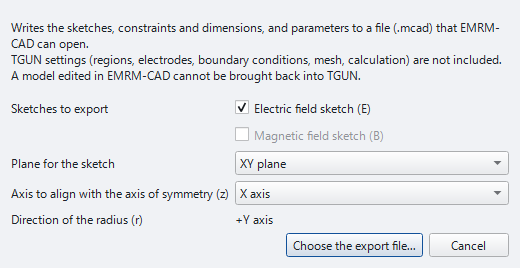 Writes the sketches, constraints and dimensions, and parameters to a file (.mcad) that EMRM-
CAD can open.
TGUN settings (regions, electrodes, boundary conditions, mesh, calculation) are not included.
A model edited in EMRM-CAD cannot be brought back into TGUN.
Sketches to export
Electric field sketch (E)
Magnetic field sketch (B)
Plane for the sketch
XY plane
Axis to align with the axis of symmetry (z)
X axis
Direction of the radius (r)
+Y axis
Choose the export file...
Cancel